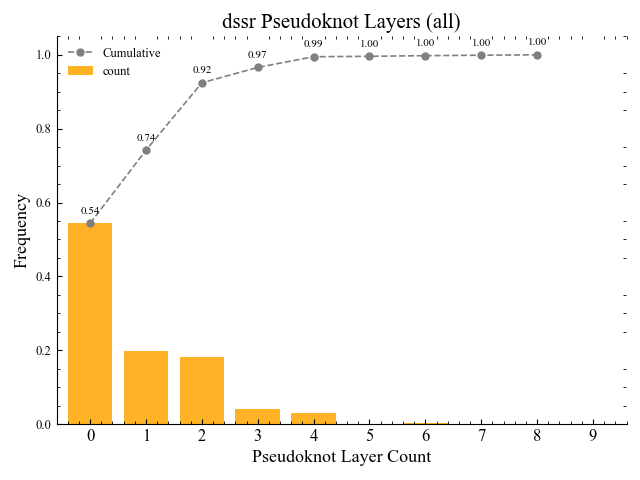 dssr Pseudoknot Layers (all)
Cumulative
count
0.54
0.74
0.92
0.97
0.99
1.00
1.00
1.00
1.00
1.0
0.8
0.6
0.4
0.2
0.0
Frequency
0 1 2 3 4 5 6 7 8 9
Pseudoknot Layer Count